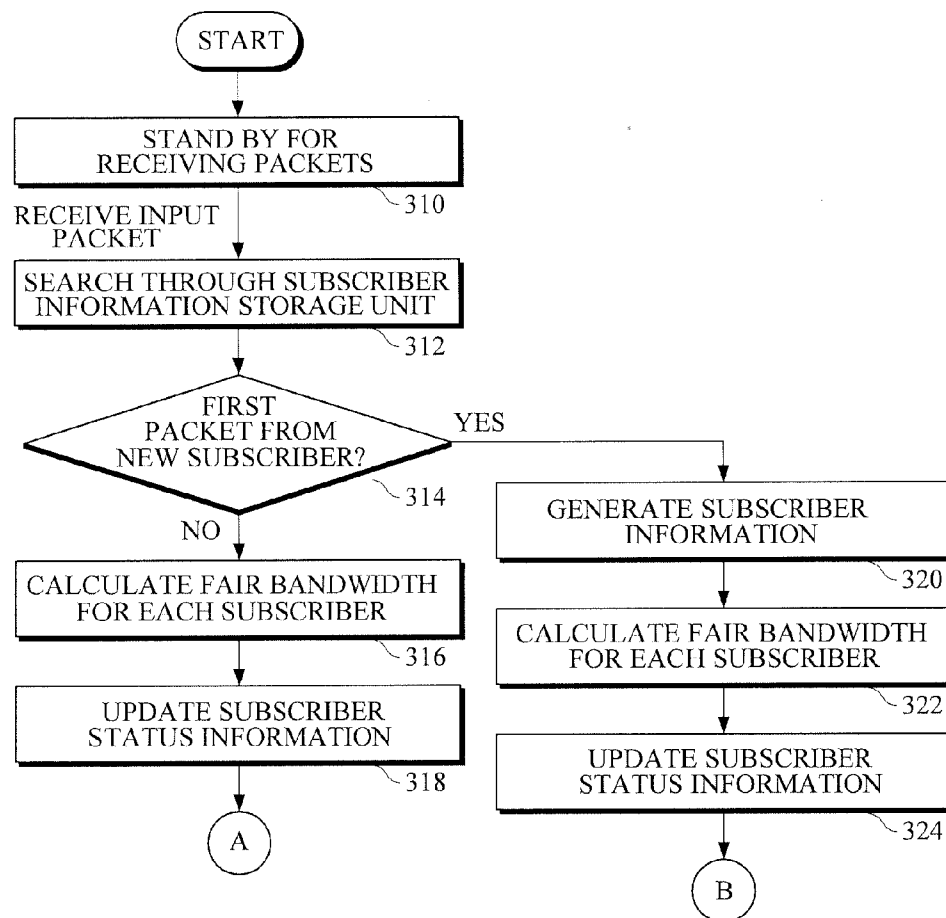 START
STAND BY FOR
RECEIVING PACKETS
310
RECEIVE INPUT
PACKET
SEARCH THROUGH SUBSCRIBER
INFORMATION STORAGE UNIT
312
FIRST
PACKET FROM
NEW SUBSCRIBER?
314
YES
NO
CALCULATE FAIR BANDWIDTH
FOR EACH SUBSCRIBER
316
UPDATE SUBSCRIBER
STATUS INFORMATION
318
A
GENERATE SUBSCRIBER
INFORMATION
320
CALCULATE FAIR BANDWIDTH
FOR EACH SUBSCRIBER
322
UPDATE SUBSCRIBER
STATUS INFORMATION
324
B